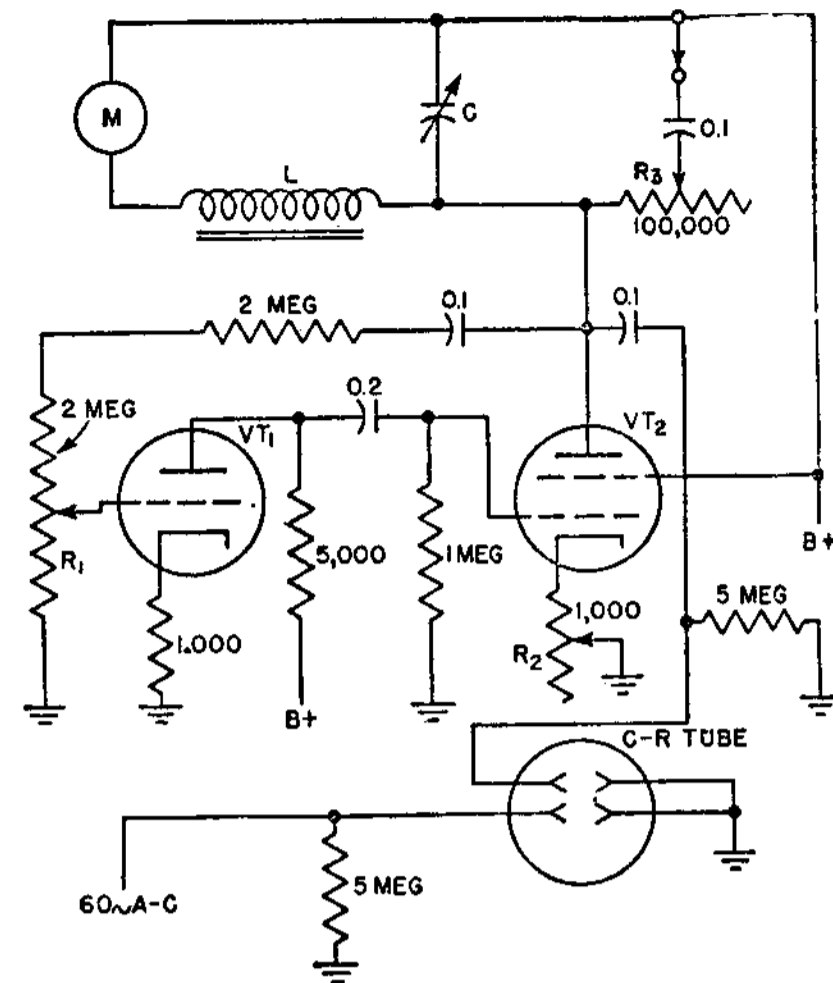 M
C
0.1
L
R3
100,000
2 MEG
0.1
0.1
2 MEG
0.2
VT1
VT2
R1
5,000
1 MEG
B+
1.000
1,000
5 MEG
R2
B+
C-R TUBE
5 MEG
60~A-C